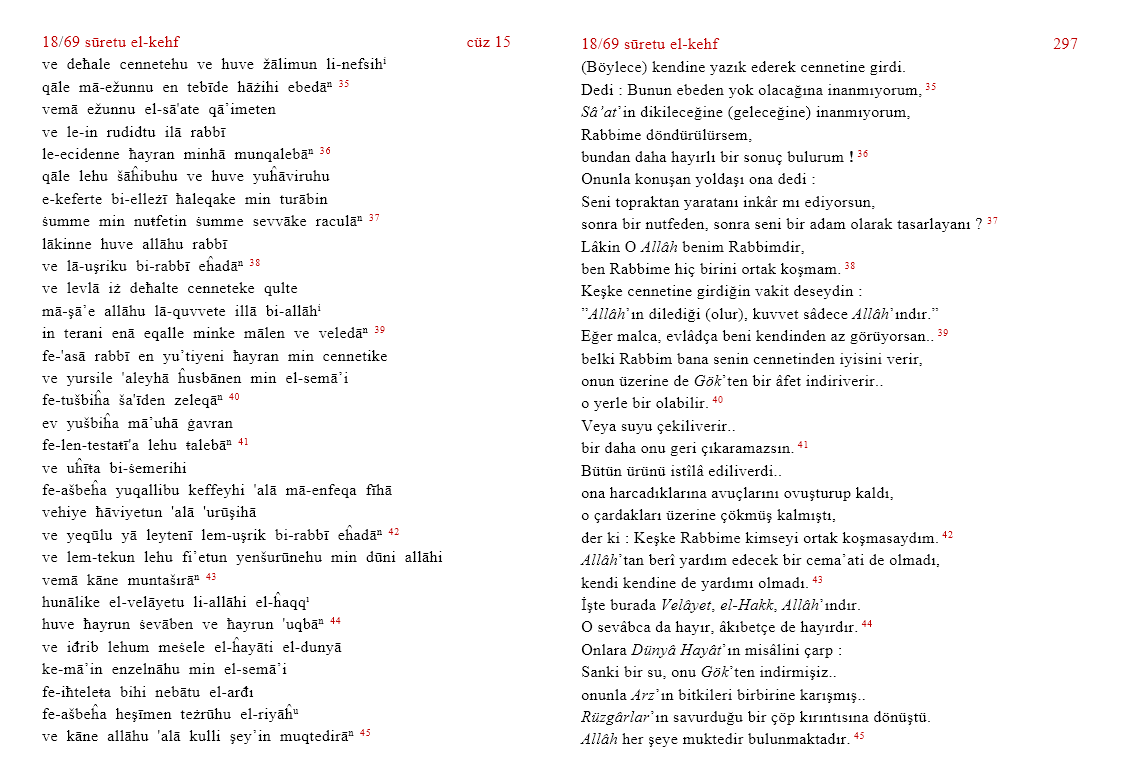 18/69 sūretu el-kehf cüz 15
ve deħale cennetehu ve huve žālimun li-nefsihⁱ
qāle mā-ežunnu en tebīde hāżihi ebedāⁿ ³⁵
vemā ežunnu el-sā'ate qā’imeten
ve le-in rudidtu ilā rabbī
le-ecidenne ħayran minhā munqalebāⁿ ³⁶
qāle lehu šāĥibuhu ve huve yuĥāviruhu
e-keferte bi-elleżī ħaleqake min turābin
ṡumme min nuŧfetin ṡumme sevvāke raculāⁿ ³⁷
lākinne huve allāhu rabbī
ve lā-uşriku bi-rabbī eĥadāⁿ ³⁸
ve levlā iż deħalte cenneteke qulte
mā-şā’e allāhu lā-quvvete illā bi-allāhⁱ
in terani enā eqalle minke mālen ve veledāⁿ ³⁹
fe-'asā rabbī en yu’tiyeni ħayran min cennetike
ve yursile 'aleyhā ĥusbānen min el-semā’i
fe-tušbiĥa ša'īden zeleqāⁿ ⁴⁰
ev yušbiĥa mā’uhā ġavran
fe-len-testaŧī'a lehu ŧalebāⁿ ⁴¹
ve uĥīŧa bi-ṡemerihi
fe-ašbeĥa yuqallibu keffeyhi 'alā mā-enfeqa fīhā
vehiye ħāviyetun 'alā 'urūşihā
ve yeqūlu yā leytenī lem-uşrik bi-rabbī eĥadāⁿ ⁴²
ve lem-tekun lehu fi’etun yenšurūnehu min dūni allāhi
vemā kāne muntaširāⁿ ⁴³
hunālike el-velāyetu li-allāhi el-ĥaqqⁱ
huve ħayrun ṡevāben ve ħayrun 'uqbāⁿ ⁴⁴
ve iđrib lehum meṡele el-ĥayāti el-dunyā
ke-mā’in enzelnāhu min el-semā’i
fe-iħteleŧa bihi nebātu el-arđı
fe-ašbeĥa heşīmen teżrūhu el-riyāĥᵘ
ve kāne allāhu 'alā kulli şey’in muqtedirāⁿ ⁴⁵
18/69 sūretu el-kehf 297
(Böylece) kendine yazık ederek cennetine girdi.
Dedi : Bunun ebeden yok olacağına inanmıyorum, ³⁵
Sâ’at’in dikileceğine (geleceğine) inanmıyorum,
Rabbime döndürülürsem,
bundan daha hayırlı bir sonuç bulurum ! ³⁶
Onunla konuşan yoldaşı ona dedi :
Seni topraktan yaratanı inkâr mı ediyorsun,
sonra bir nutfeden, sonra seni bir adam olarak tasarlayanı ? ³⁷
Lâkin O Allâh benim Rabbimdir,
ben Rabbime hiç birini ortak koşmam. ³⁸
Keşke cennetine girdiğin vakit deseydin :
”Allâh’ın dilediği (olur), kuvvet sâdece Allâh’ındır.”
Eğer malca, evlâdça beni kendinden az görüyorsan.. ³⁹
belki Rabbim bana senin cennetinden iyisini verir,
onun üzerine de Gök’ten bir âfet indiriverir..
o yerle bir olabilir. ⁴⁰
Veya suyu çekiliverir..
bir daha onu geri çıkaramazsın. ⁴¹
Bütün ürünü istîlâ ediliverdi..
ona harcadıklarına avuçlarını ovuşturup kaldı,
o çardakları üzerine çökmüş kalmıştı,
der ki : Keşke Rabbime kimseyi ortak koşmasaydım. ⁴²
Allâh’tan berî yardım edecek bir cema’ati de olmadı,
kendi kendine de yardımı olmadı. ⁴³
İşte burada Velâyet, el-Hakk, Allâh’ındır.
O sevâbca da hayır, âkıbetçe de hayırdır. ⁴⁴
Onlara Dünyâ Hayât’ın misâlini çarp :
Sanki bir su, onu Gök’ten indirmişiz..
onunla Arz’ın bitkileri birbirine karışmış..
Rüzgârlar’ın savurduğu bir çöp kırıntısına dönüştü.
Allâh her şeye muktedir bulunmaktadır. ⁴⁵